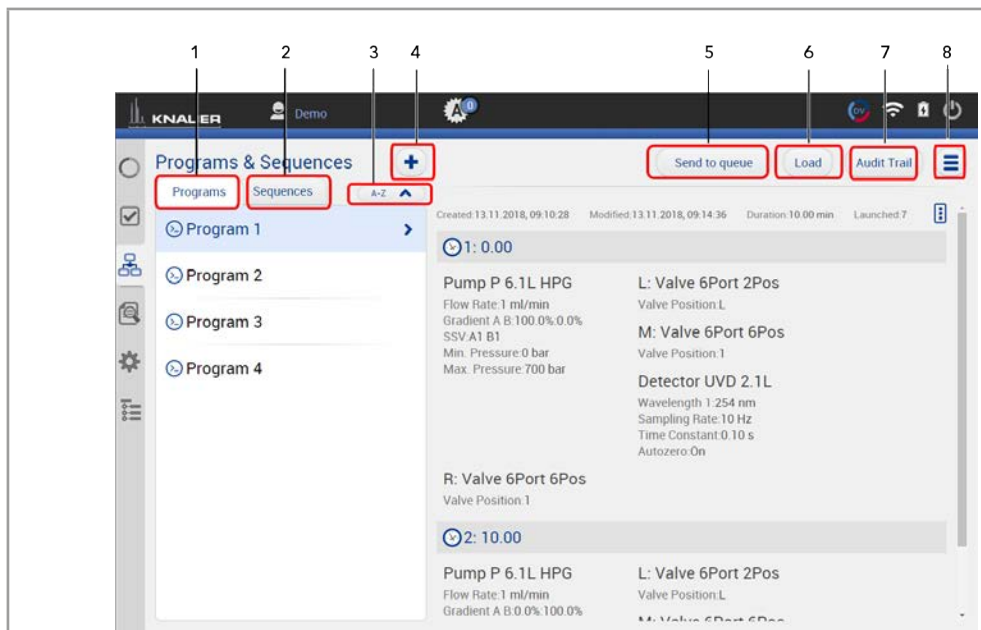 1 2 3 4 5 6 7 8
KNAUER Demo A 0 DV
Programs & Sequences + Send to queue Load Audit Trail
Programs Sequences A-Z
Created:13.11.2018, 09:10:28 Modified:13.11.2018, 09:14:36 Duration:10.00 min Launched:7
Program 1
Program 2
Program 3
Program 4
1: 0.00
Pump P 6.1L HPG
Flow Rate:1 ml/min
Gradient A B:100.0%:0.0%
SSV:A1 B1
Min. Pressure:0 bar
Max. Pressure:700 bar
L: Valve 6Port 2Pos
Valve Position:L
M: Valve 6Port 6Pos
Valve Position:1
Detector UVD 2.1L
Wavelength 1:254 nm
Sampling Rate:10 Hz
Time Constant:0.10 s
Autozero:On
R: Valve 6Port 6Pos
Valve Position:1
2: 10.00
Pump P 6.1L HPG
Flow Rate:1 ml/min
Gradient A B:0.0%:100.0%
L: Valve 6Port 2Pos
Valve Position:L
M: Valve 6Port 6Pos